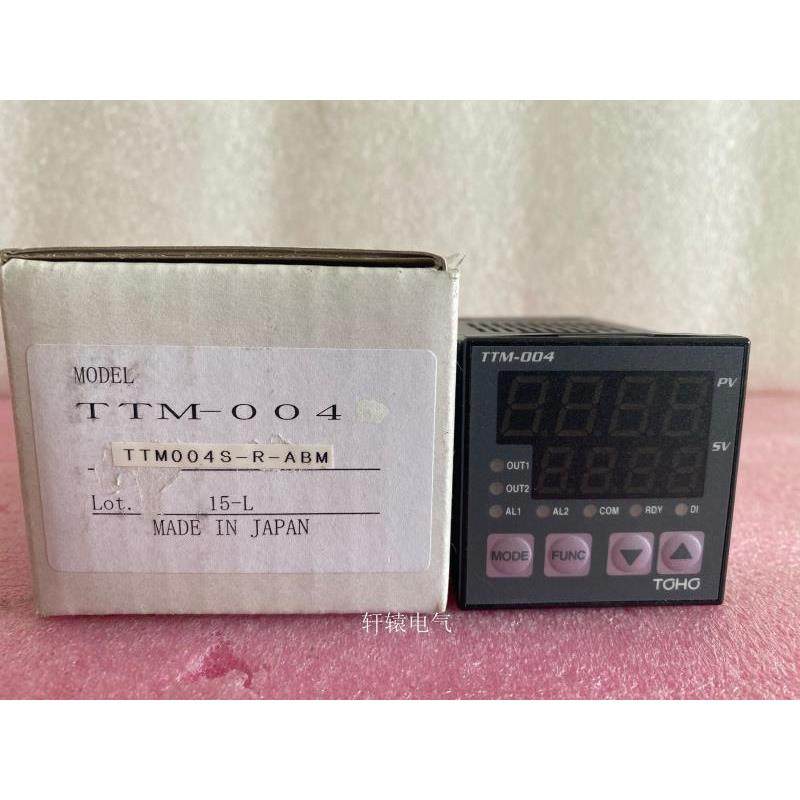 MODEL
TTM-004
TTM004S-R-ABM
Lot. 15-L
MADE IN JAPAN
TTM-004
PV
SV
OUT1
OUT2
AL1 AL2 COM RDY DI
MODE FUNC
TOHO
轩辕电气